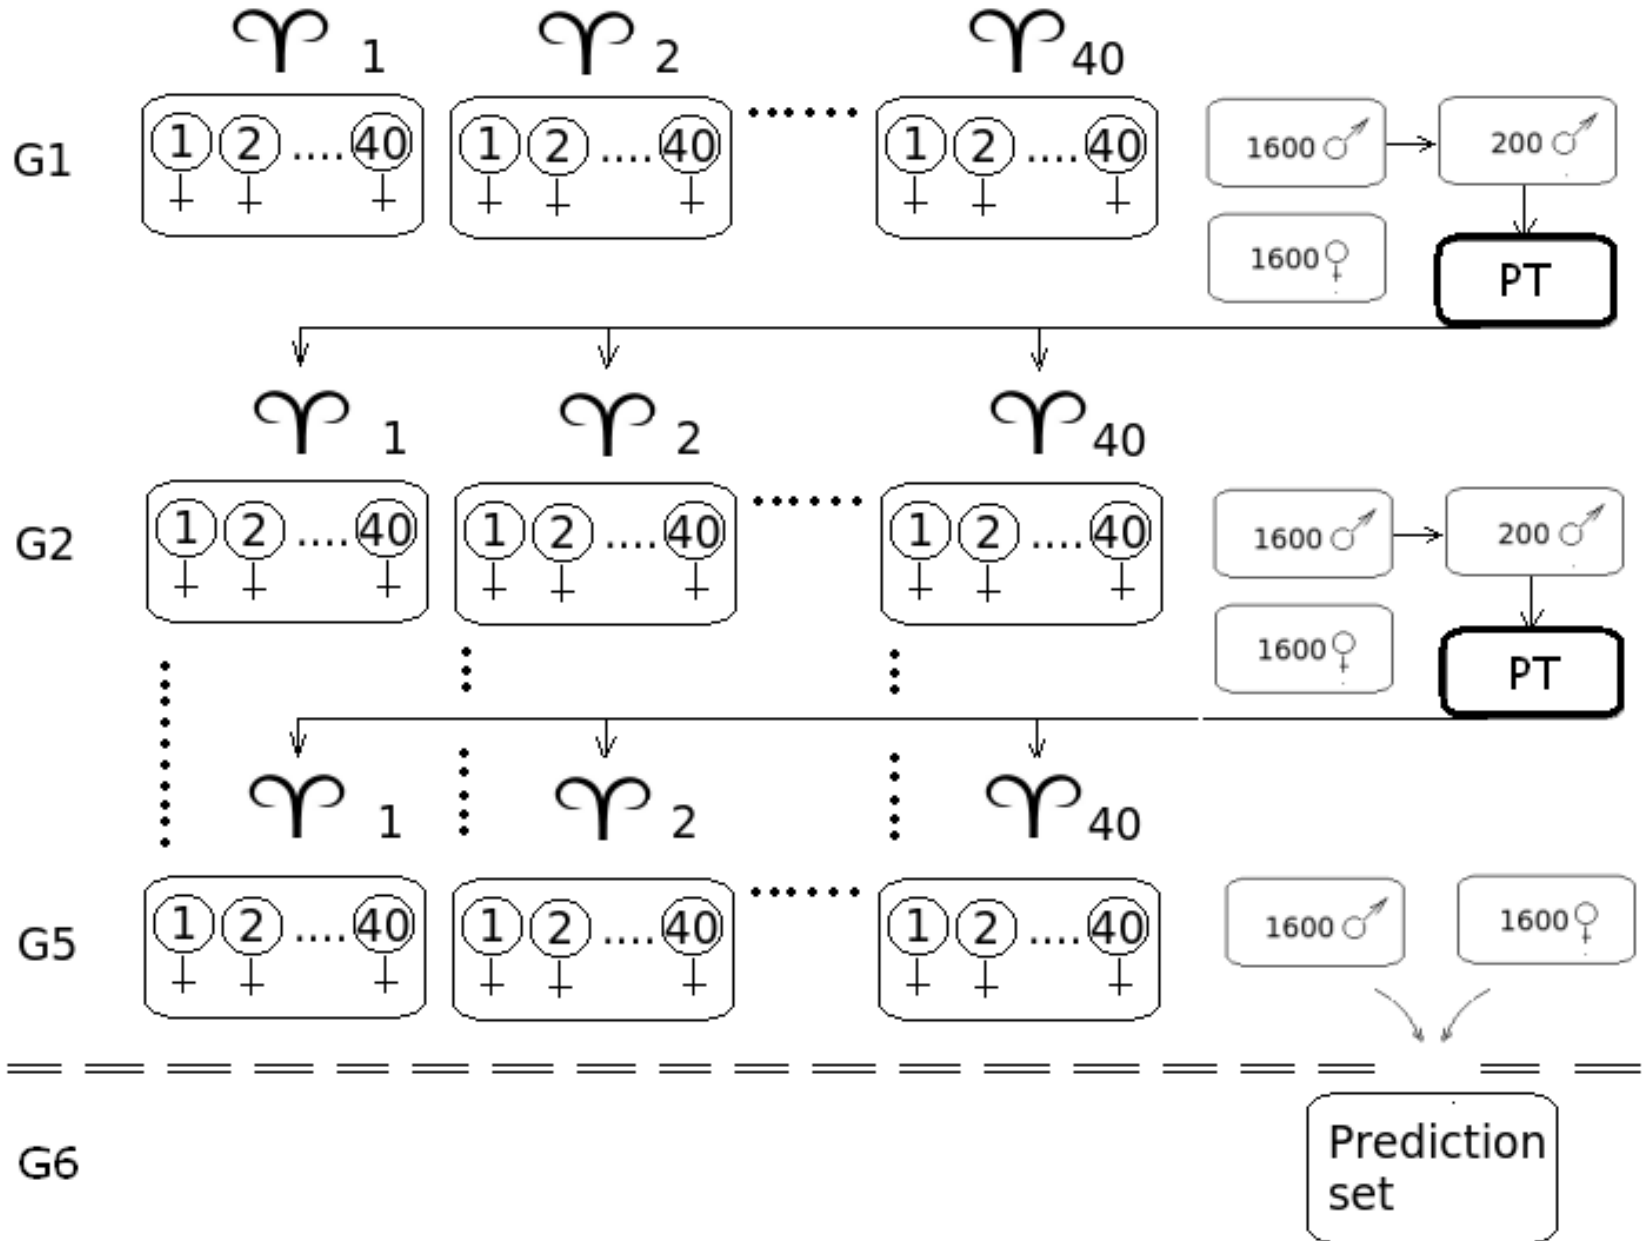 ♈ 1 ♈ 2 ♈ 40
G1 1 2 .... 40 1 2 .... 40 ...... 1 2 .... 40 1600 ♂ 200 ♂
1600 ♀ PT
♈ 1 ♈ 2 ♈ 40
G2 1 2 .... 40 1 2 .... 40 ...... 1 2 .... 40 1600 ♂ 200 ♂
1600 ♀ PT
♈ 1 ♈ 2 ♈ 40
G5 1 2 .... 40 1 2 .... 40 ...... 1 2 .... 40 1600 ♂ 1600 ♀
G6 Prediction
set